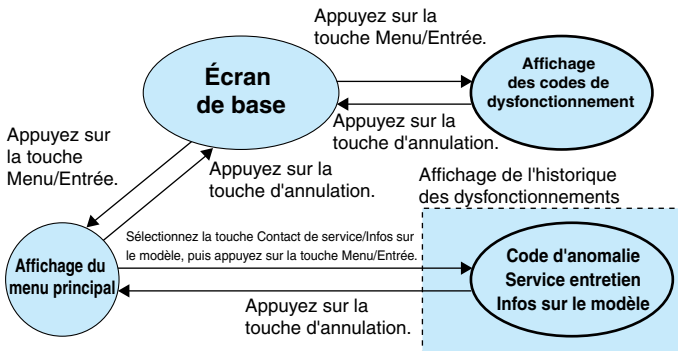 Appuyez sur la
touche Menu/Entrée.
Écran
de base
Affichage
des codes de
dysfonctionnement
Appuyez sur la
touche d'annulation.
Appuyez sur
la touche
Menu/Entrée.
Appuyez sur la
touche d'annulation.
Affichage de l'historique
des dysfonctionnements
Sélectionnez la touche Contact de service/Infos sur
le modèle, puis appuyez sur la touche Menu/Entrée.
Affichage du
menu principal
Code d'anomalie
Service entretien
Infos sur le modèle
Appuyez sur la
touche d'annulation.